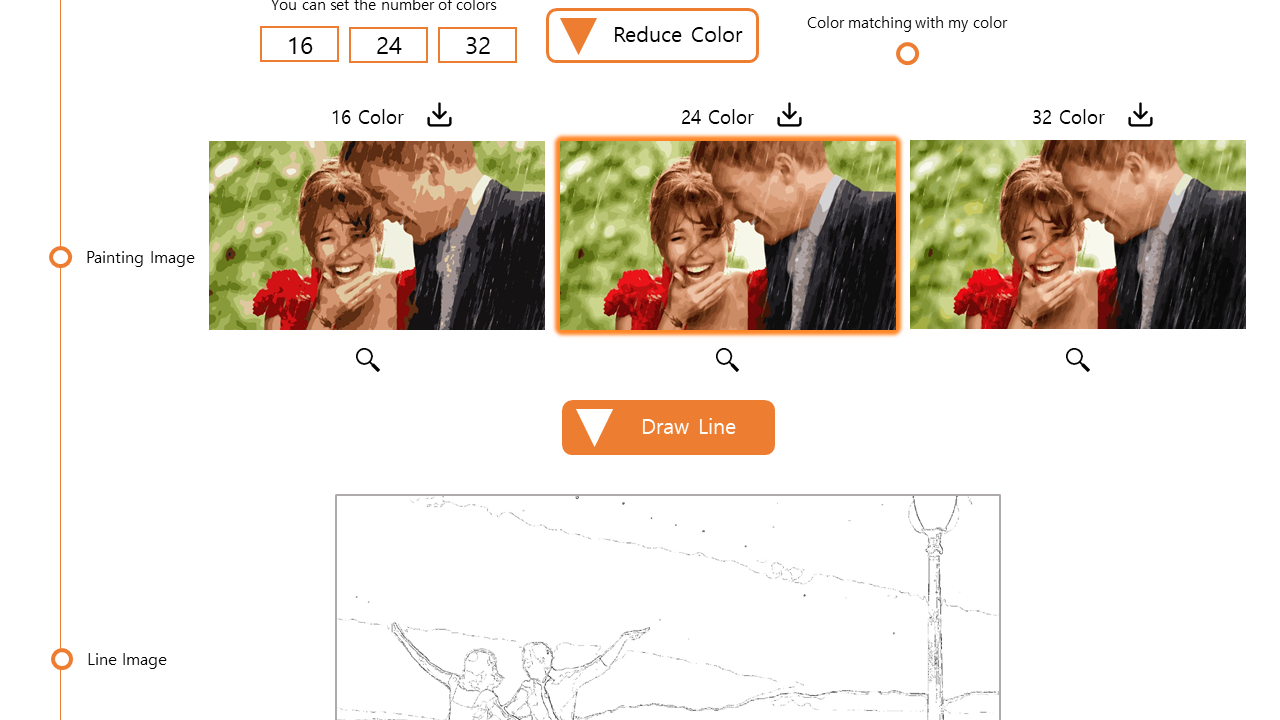 You can set the number of colors
16 24 32
Reduce Color
Color matching with my color
16 Color
24 Color
32 Color
Painting Image
Draw Line
Line Image